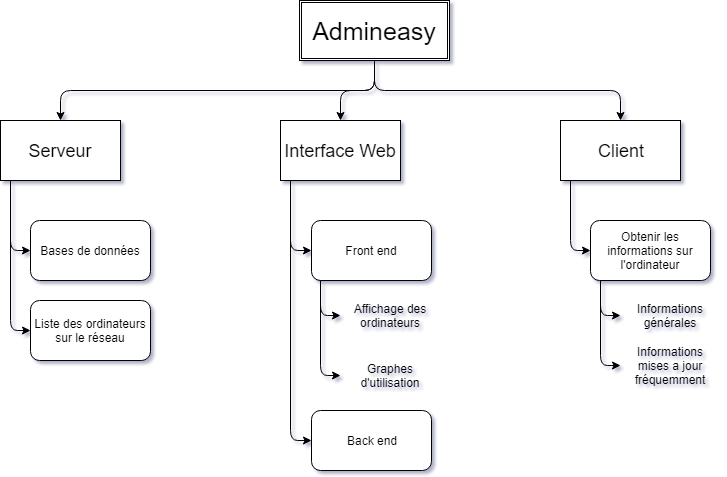 Admineasy
Serveur
Interface Web
Client
Bases de données
Liste des ordinateurs
sur le réseau
Front end
Affichage des
ordinateurs
Graphes
d'utilisation
Back end
Obtenir les
informations sur
l'ordinateur
Informations
générales
Informations
mises a jour
fréquemment